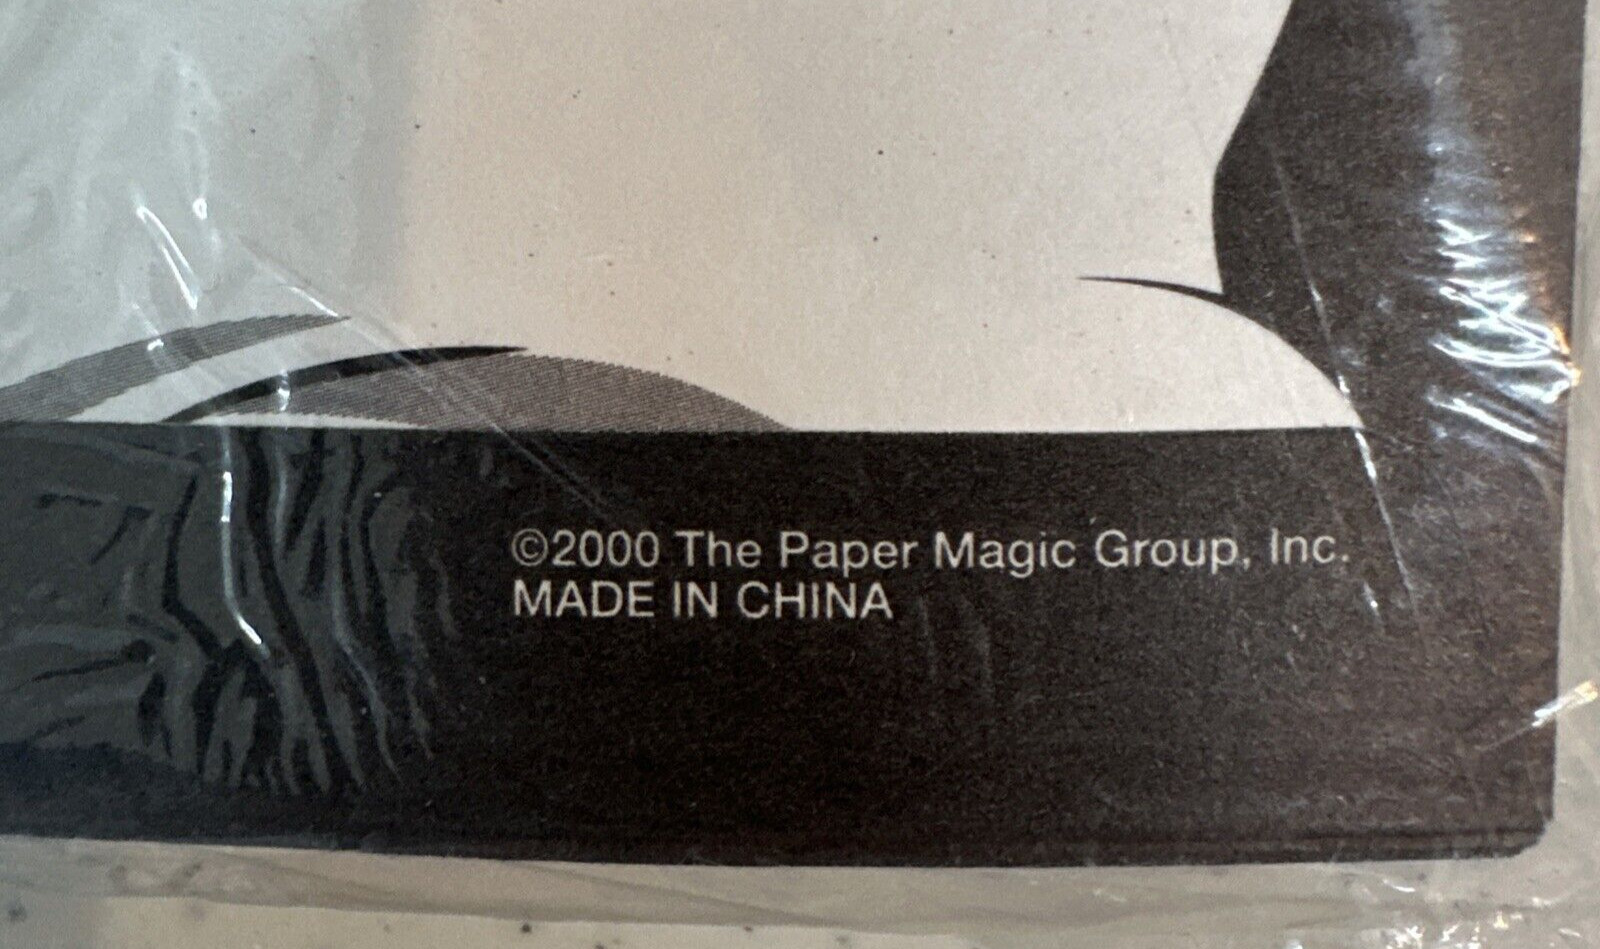 ©2000 The Paper Magic Group, Inc.
MADE IN CHINA